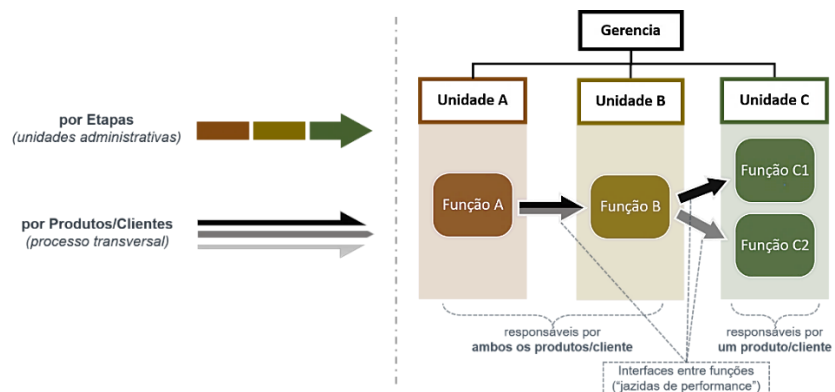 por Etapas
(unidades administrativas)
por Produtos/Clientes
(processo transversal)
Gerencia
Unidade A
Unidade B
Unidade C
Função A
Função B
Função C1
Função C2
responsáveis por
ambos os produtos/cliente
responsáveis por
um produto/cliente
Interfaces entre funções
("jazidas de performance")